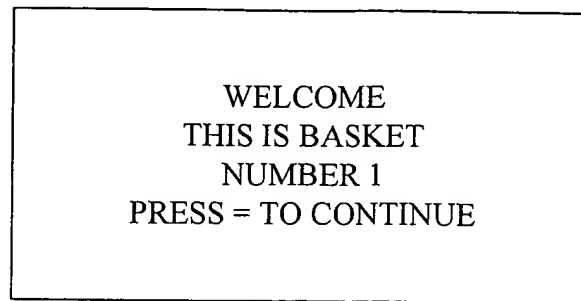 WELCOME
THIS IS BASKET
NUMBER 1
PRESS = TO CONTINUE